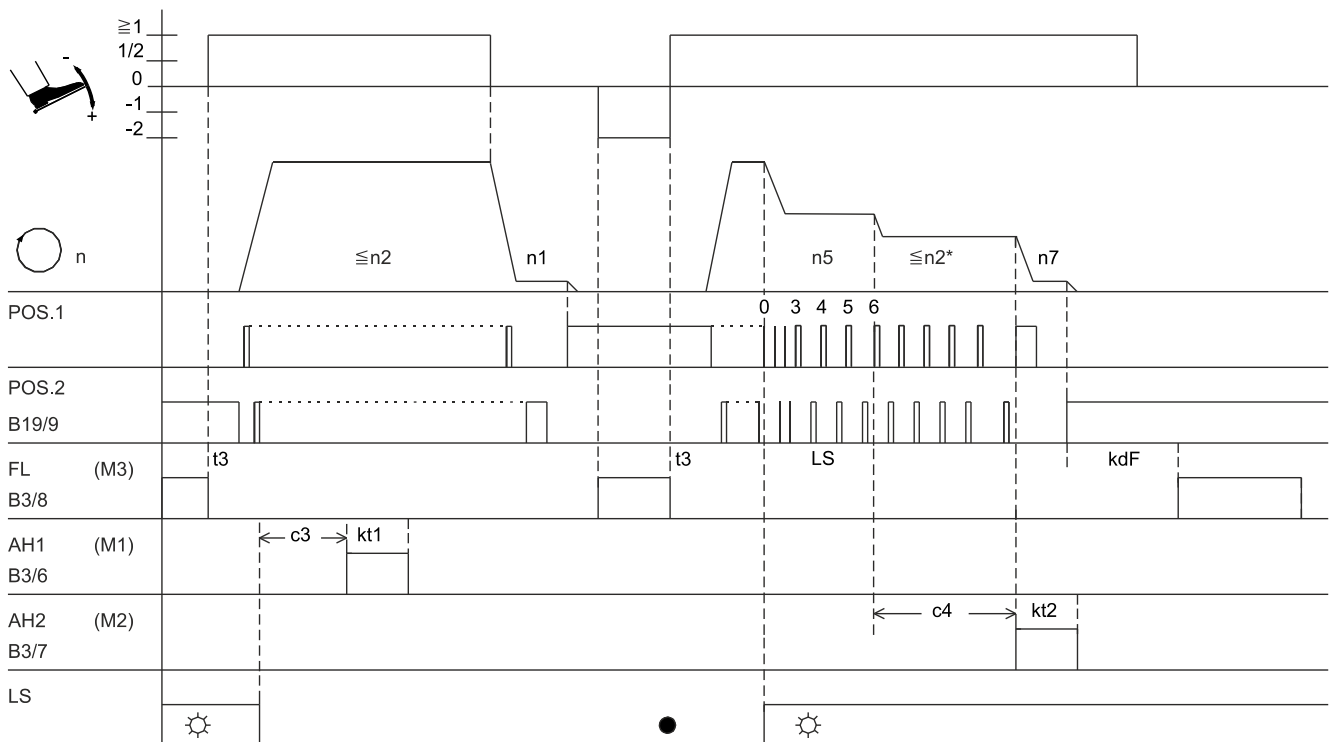 ≧1
1/2
0
-1
-2
-
+
n
≦n2
n1
n5
≦n2*
n7
POS.1
0 3 4 5 6
POS.2
B19/9
FL (M3)
B3/8
t3
t3
LS
kdF
AH1 (M1)
B3/6
c3
kt1
AH2 (M2)
B3/7
c4
kt2
LS